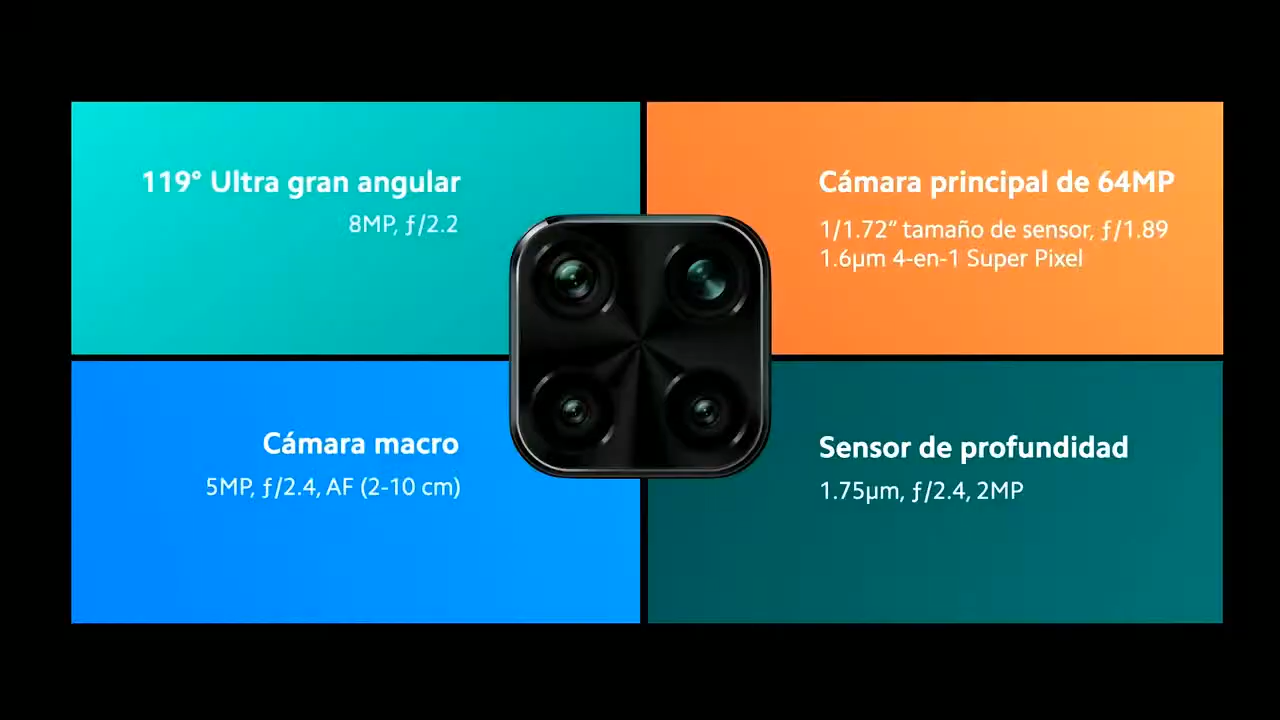 119° Ultra gran angular
8MP, ƒ/2.2
Cámara principal de 64MP
1/1.72“ tamaño de sensor, ƒ/1.89
1.6µm 4-en-1 Super Pixel
Cámara macro
5MP, ƒ/2.4, AF (2-10 cm)
Sensor de profundidad
1.75µm, ƒ/2.4, 2MP